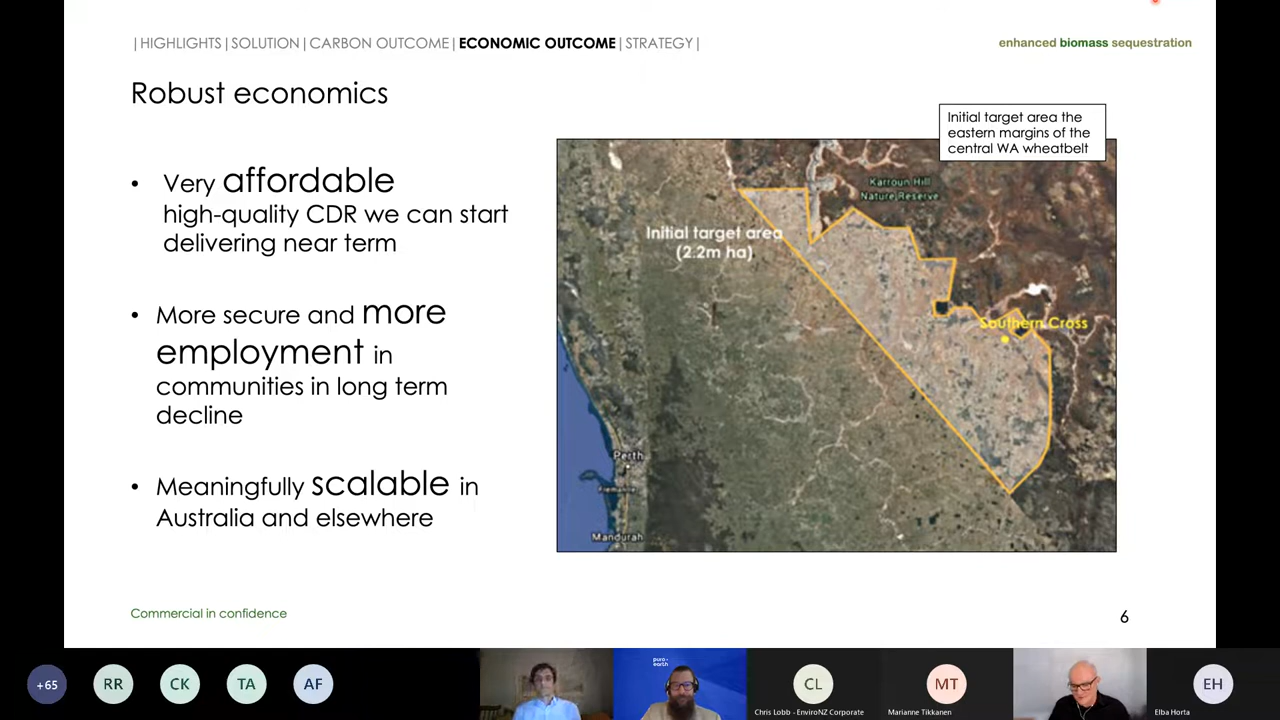 |HIGHLIGHTS|SOLUTION|CARBON OUTCOME|ECONOMIC OUTCOME|STRATEGY|
enhanced biomass sequestration
Robust economics
Initial target area the
eastern margins of the
central WA wheatbelt
• Very affordable
high-quality CDR we can start
delivering near term
• More secure and more
employment in
communities in long term
decline
• Meaningfully scalable in
Australia and elsewhere
Karroun Hill
Nature Reserve
Initial target area
(2.2m ha)
Southern Cross
Perth
Fremantle
Mandurah
Commercial in confidence
6
+65
RR
CK
TA
AF
puro•
earth
CL
Chris Lobb - EnviroNZ Corporate
MT
Marianne Tikkanen
EH
Elba Horta